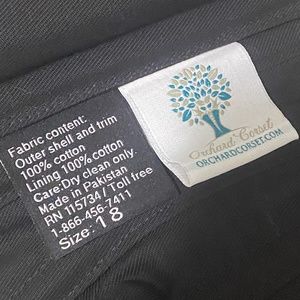 Fabric content:
Outer shell and trim
100% cotton
Lining 100% cotton
Care:Dry clean only.
Made in Pakistan
RN 115734 / Toll free
1-866-456-7411
Size: 18
Orchard Corset
ORCHARDCORSET.COM